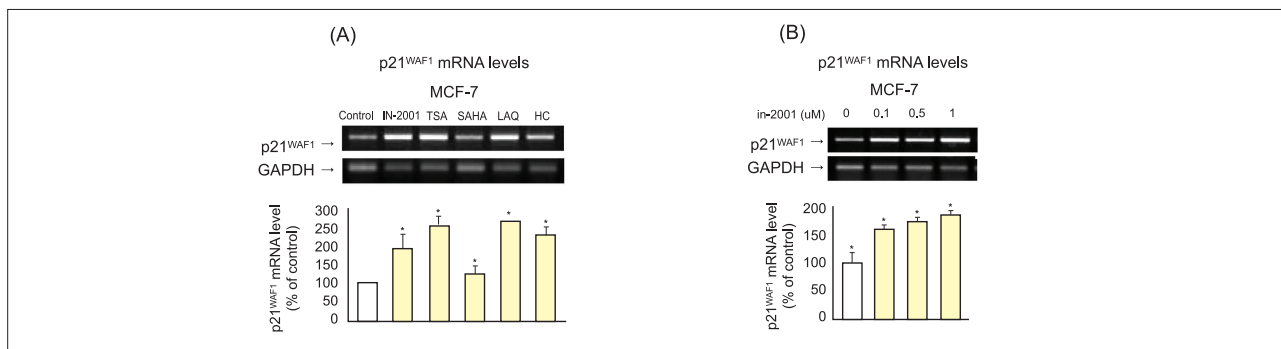 (A)
p21WAF1 mRNA levels
MCF-7
Control IN-2001 TSA SAHA LAQ HC
p21WAF1 →
GAPDH →
p21WAF1 mRNA level
(% of control)
300
250
200
150
100
50
0
* * * * *
(B)
p21WAF1 mRNA levels
MCF-7
in-2001 (uM) 0 0.1 0.5 1
p21WAF1 →
GAPDH →
p21WAF1 mRNA level
(% of control)
200
150
100
50
0
* * * *